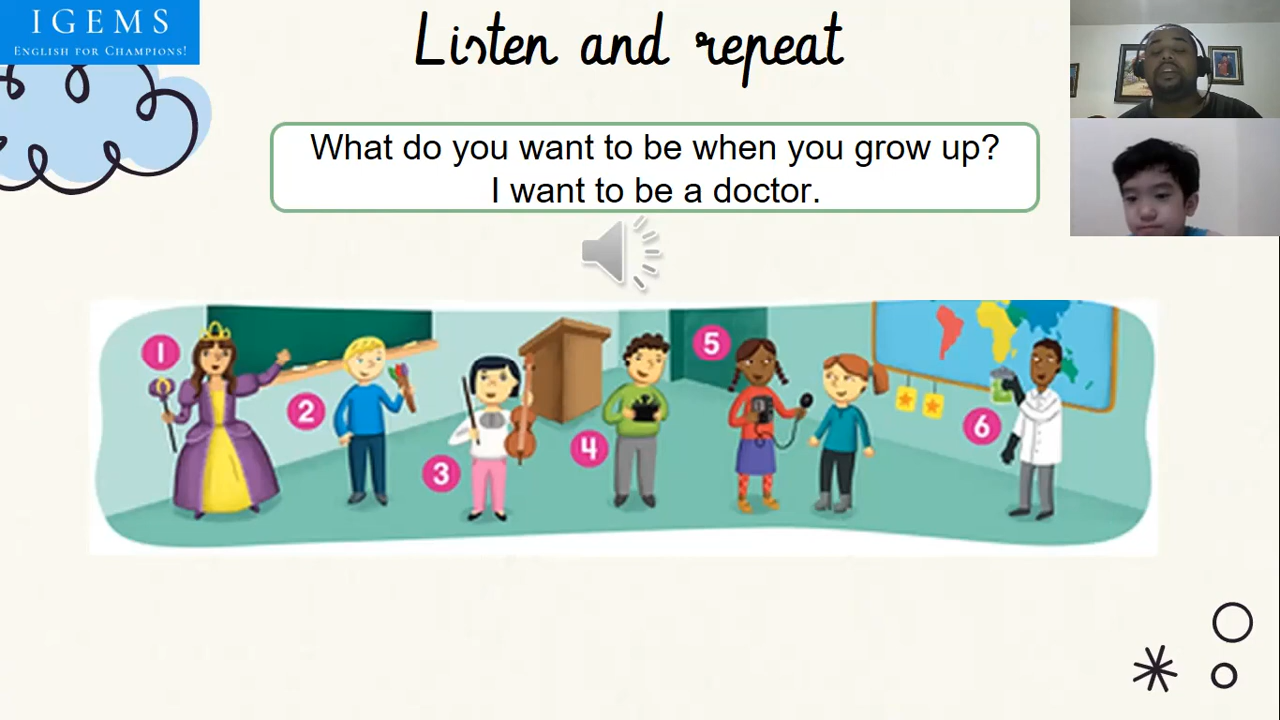 IGEMS
ENGLISH FOR CHAMPIONS!
Listen and repeat
What do you want to be when you grow up?
I want to be a doctor.
1
2
3
4
5
6